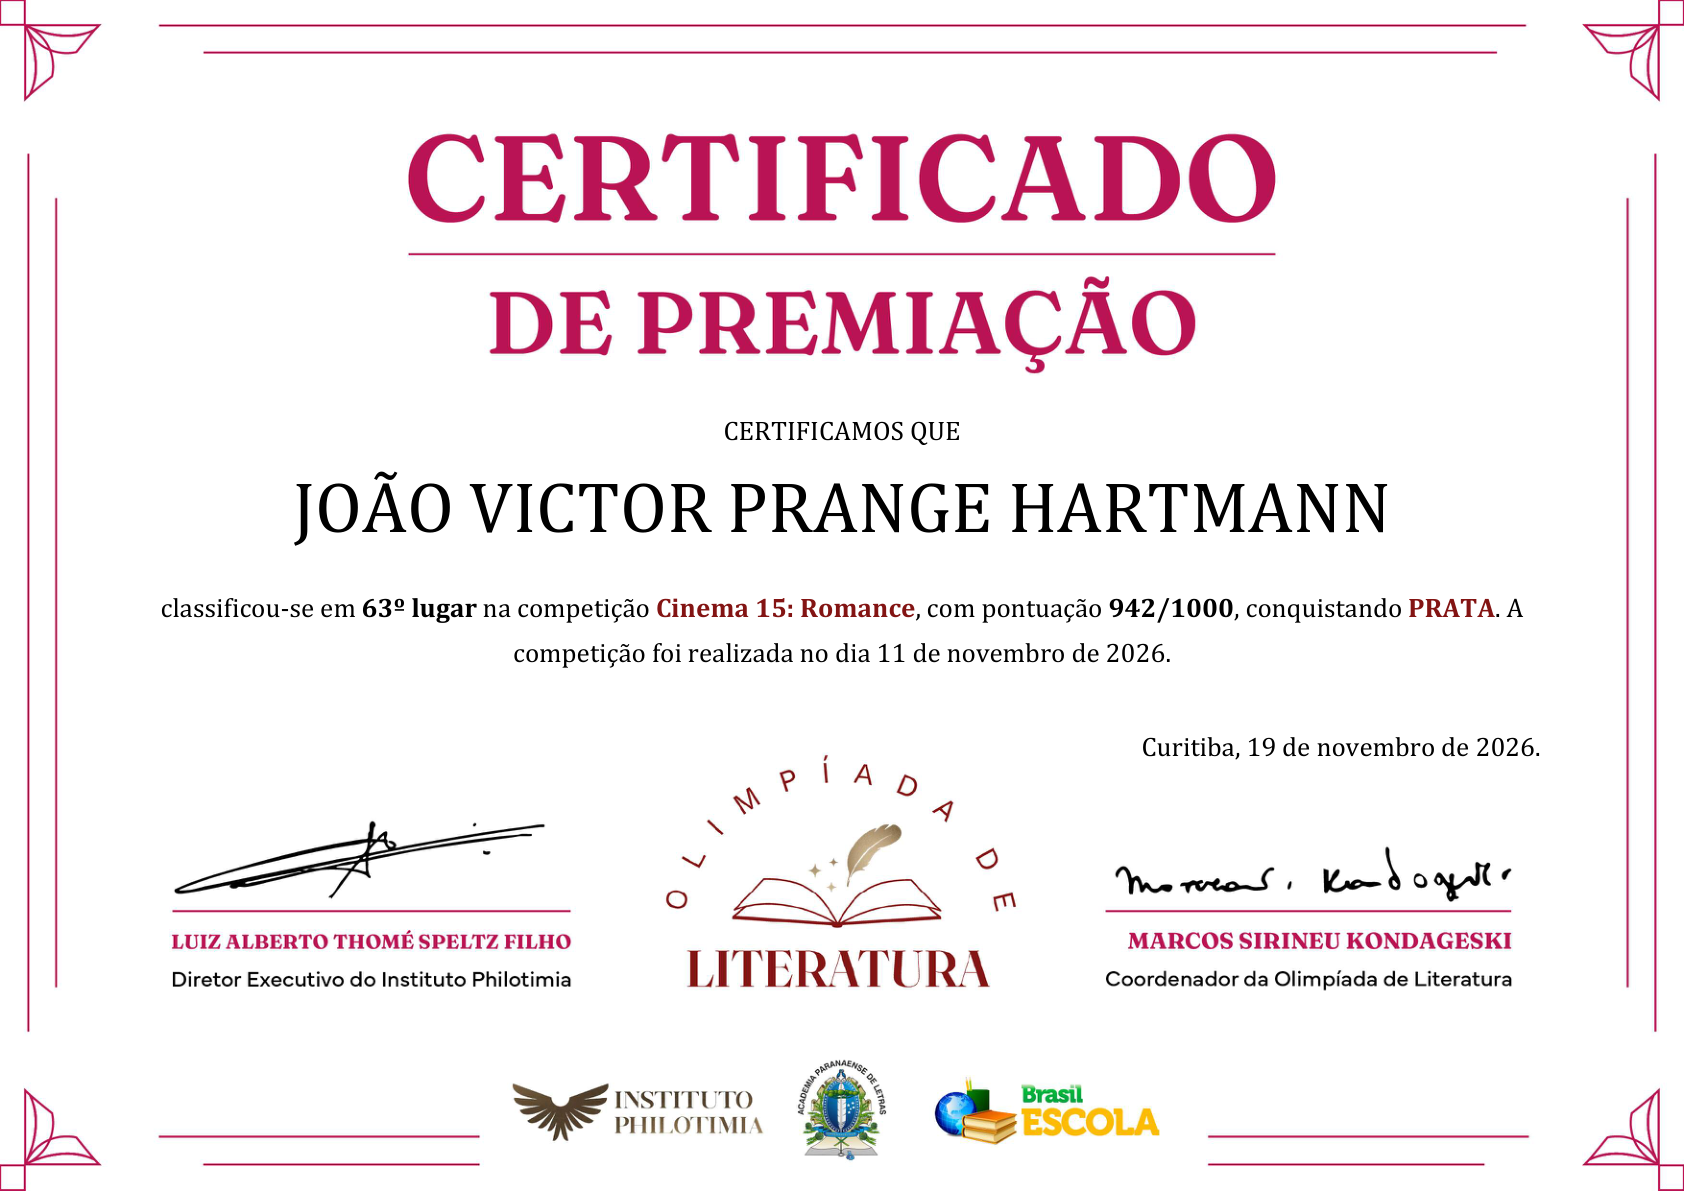 CERTIFICADO
DE PREMIAÇÃO
CERTIFICAMOS QUE
JOÃO VICTOR PRANGE HARTMANN
classificou-se em 63º lugar na competição Cinema 15: Romance, com pontuação 942/1000, conquistando PRATA. A
competição foi realizada no dia 11 de novembro de 2026.
Curitiba, 19 de novembro de 2026.
OLIMPÍADA DE
LITERATURA
LUIZ ALBERTO THOMÉ SPELTZ FILHO
Diretor Executivo do Instituto Philotimia
Marcos S. Kondageski
MARCOS SIRINEU KONDAGESKI
Coordenador da Olimpíada de Literatura
INSTITUTO
PHILOTIMIA
ACADEMIA PARANAENSE DE LETRAS
Brasil
ESCOLA